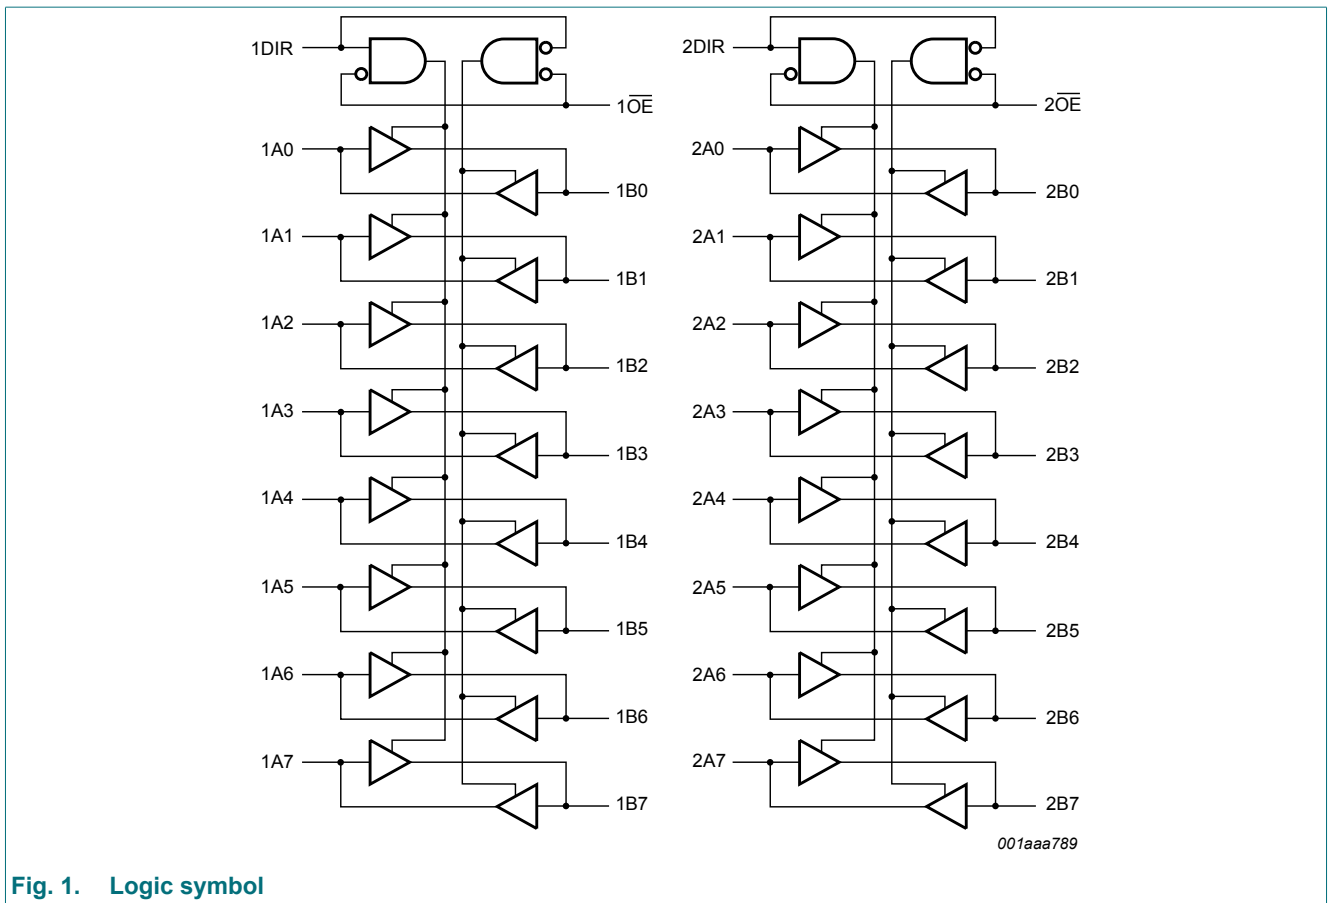 1DIR 2DIR
1O̅E̅ 2O̅E̅
1A0 2A0
1B0 2B0
1A1 2A1
1B1 2B1
1A2 2A2
1B2 2B2
1A3 2A3
1B3 2B3
1A4 2A4
1B4 2B4
1A5 2A5
1B5 2B5
1A6 2A6
1B6 2B6
1A7 2A7
1B7 2B7
001aaa789
Fig. 1. Logic symbol